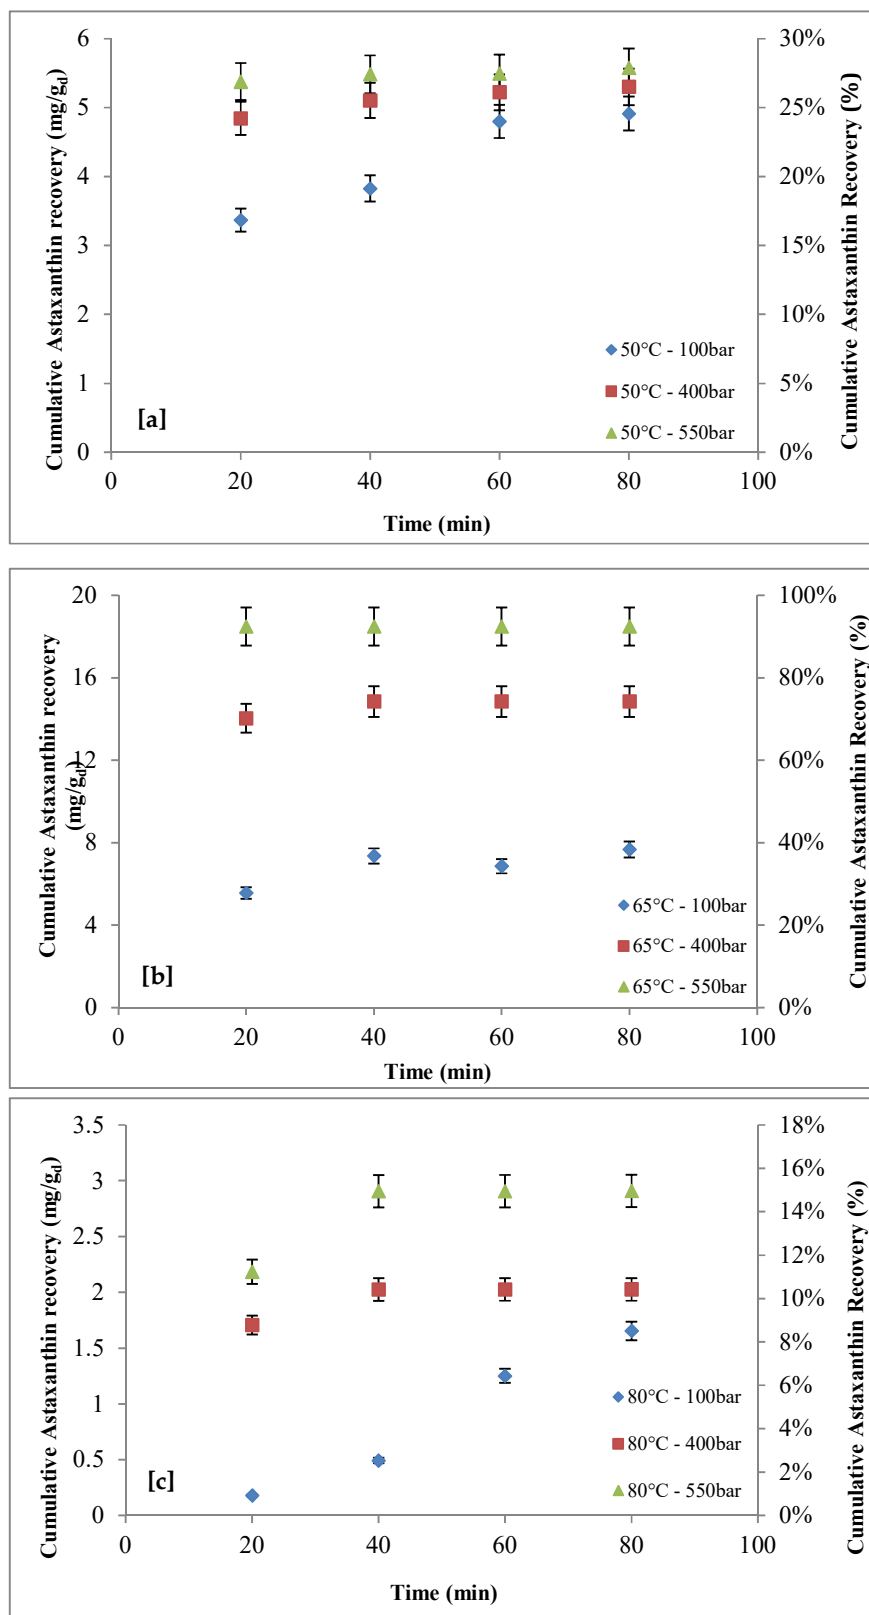 Cumulative Astaxanthin recovery (mg/gd)
6
5
4
3
2
1
0
30%
25%
20%
15%
10%
5%
0%
Cumulative Astaxanthin Recovery (%)
50°C - 100bar
50°C - 400bar
50°C - 550bar
[a]
0 20 40 60 80 100
Time (min)
Cumulative Astaxanthin recovery
(mg/gd)
20
16
12
8
4
0
100%
80%
60%
40%
20%
0%
Cumulative Astaxanthin Recovery (%)
65°C - 100bar
65°C - 400bar
65°C - 550bar
[b]
0 20 40 60 80 100
Time (min)
Cumulative Astaxanthin recovery (mg/gd)
3.5
3
2.5
2
1.5
1
0.5
0
18%
16%
14%
12%
10%
8%
6%
4%
2%
0%
Cumulative Astaxanthin Recovery (%)
80°C - 100bar
80°C - 400bar
80°C - 550bar
[c]
0 20 40 60 80 100
Time (min)